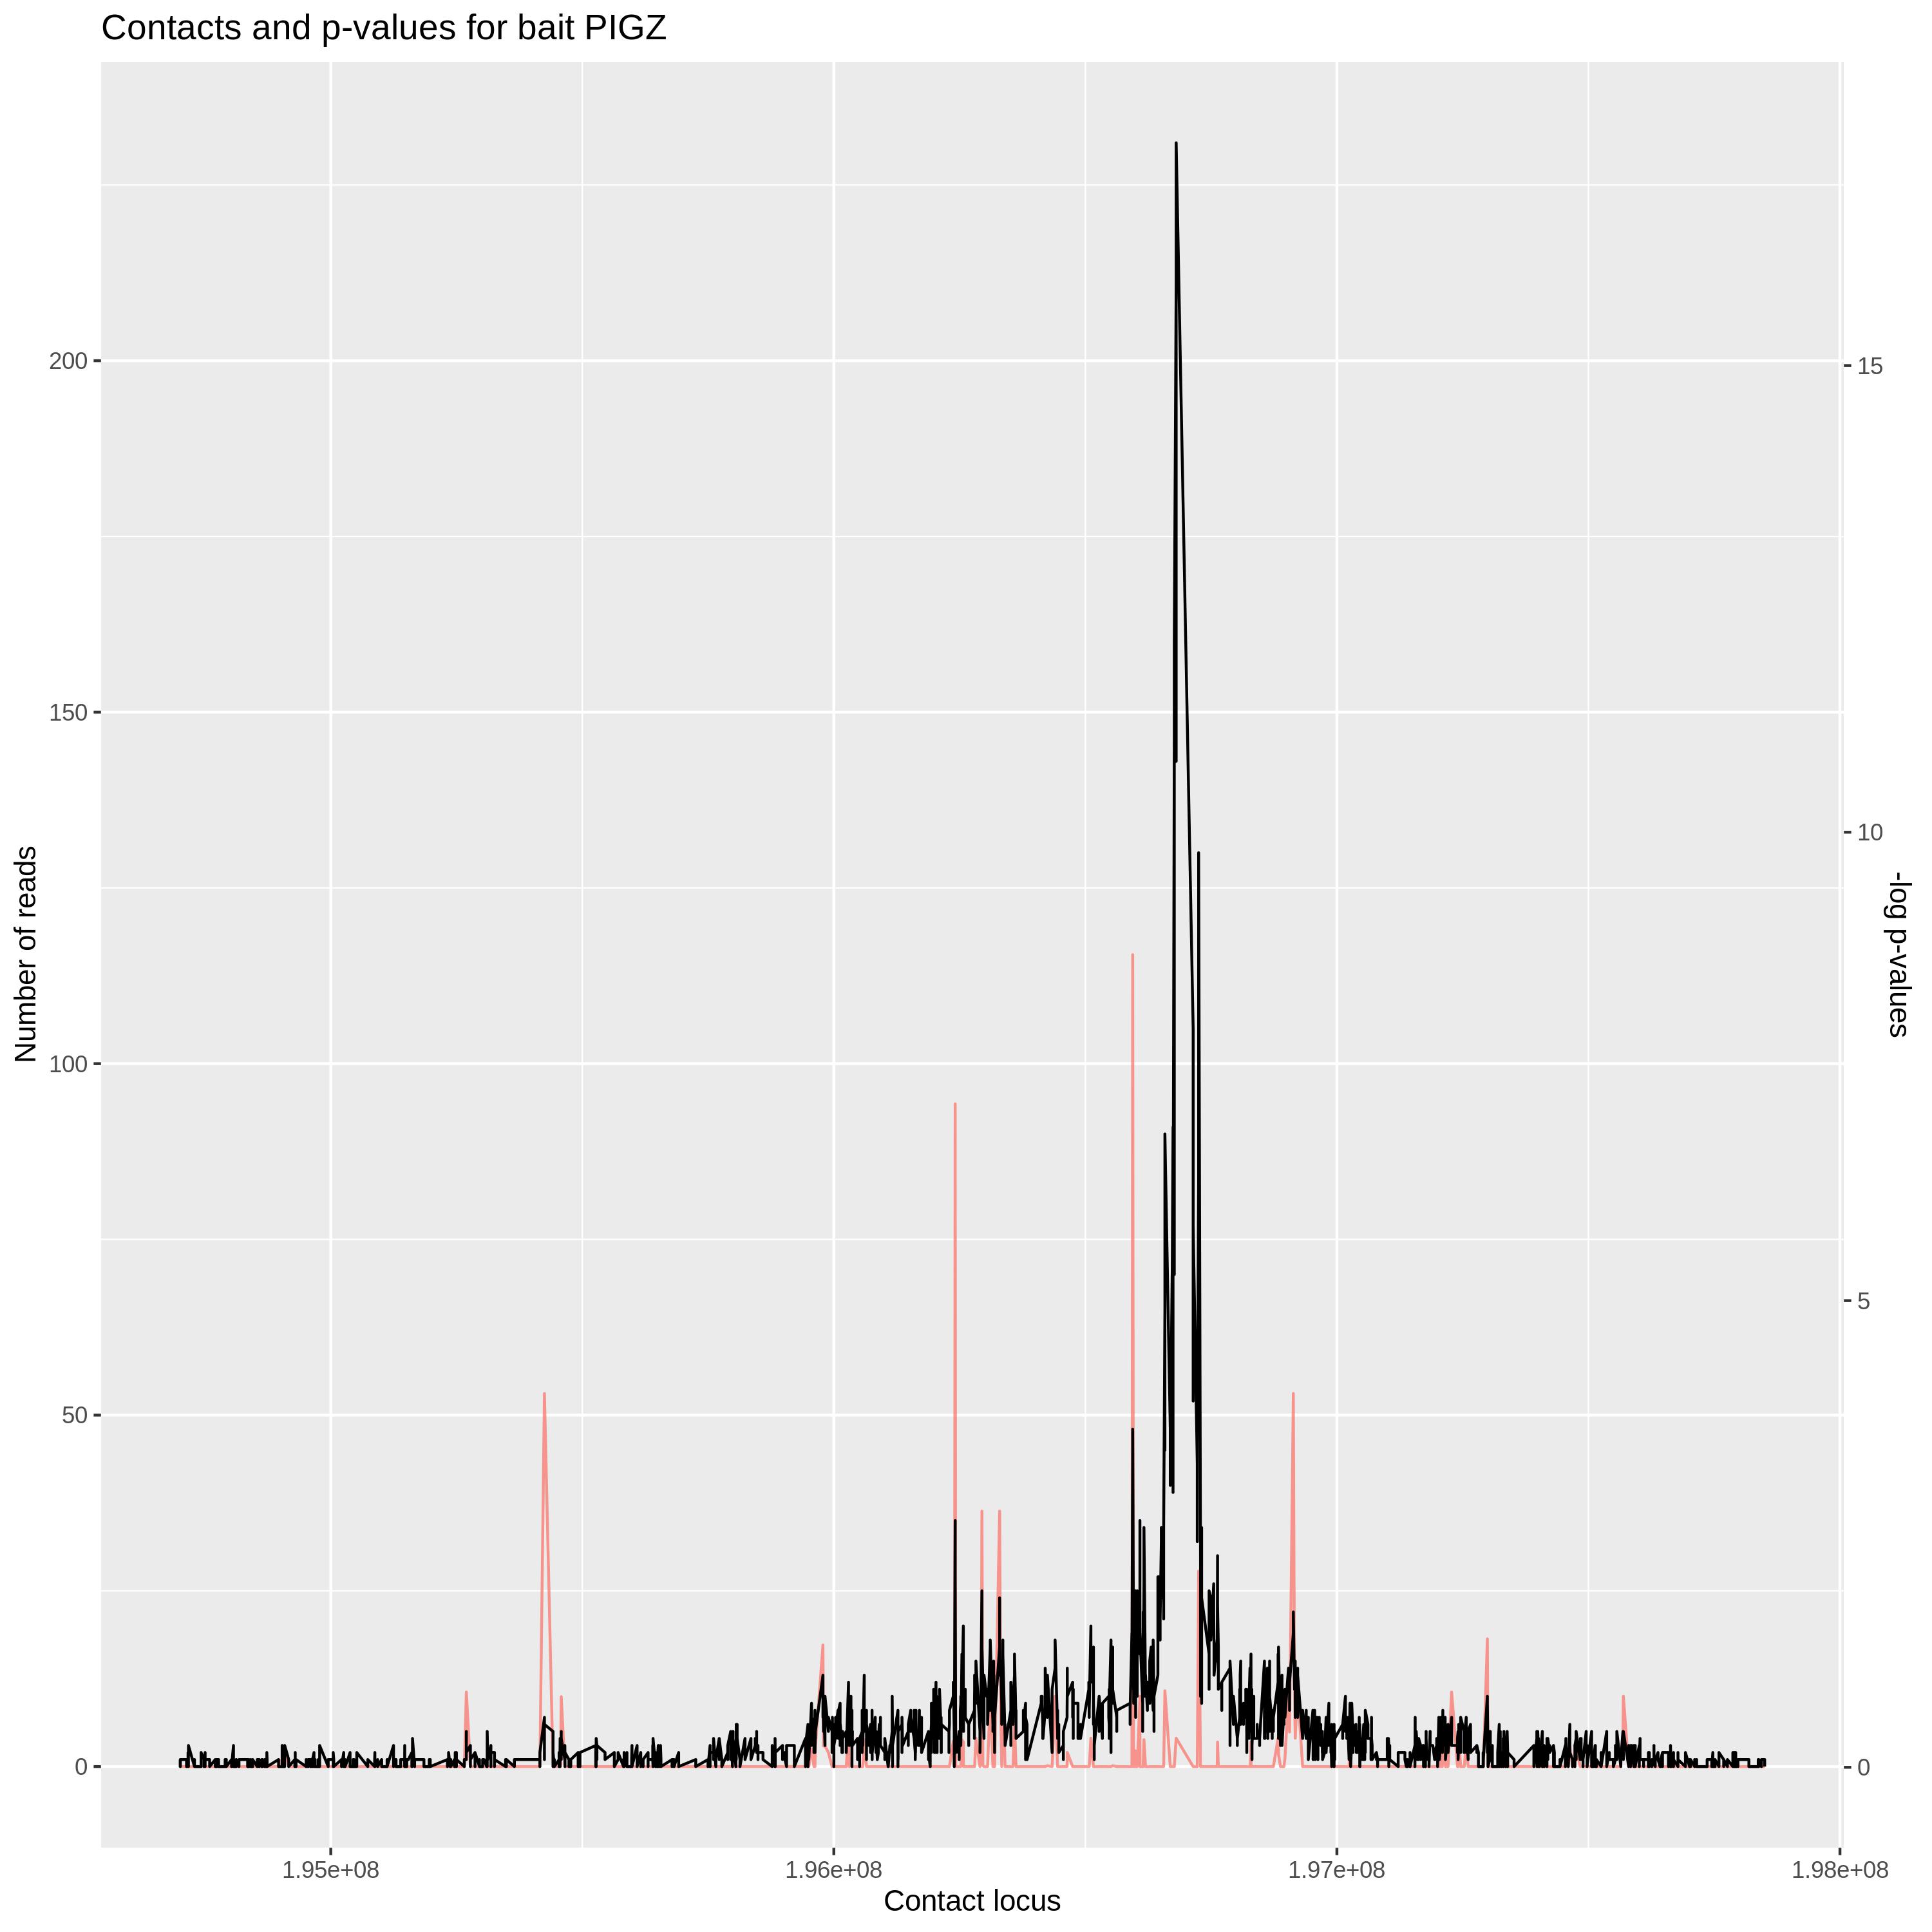 Contacts and p-values for bait PIGZ
200
150
100
50
0
Number of reads
15
10
5
0
-log p-values
1.95e+08
1.96e+08
1.97e+08
1.98e+08
Contact locus